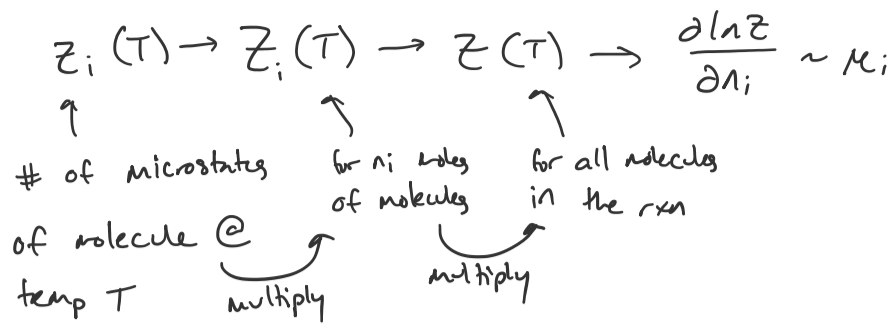 z_i (T) → Z_i (T) → Z (T) → ∂lnZ/∂n_i ~ μ_i
# of microstates
of molecule @
temp T
for ni moles
of molecules
for all molecules
in the rxn
multiply
multiply